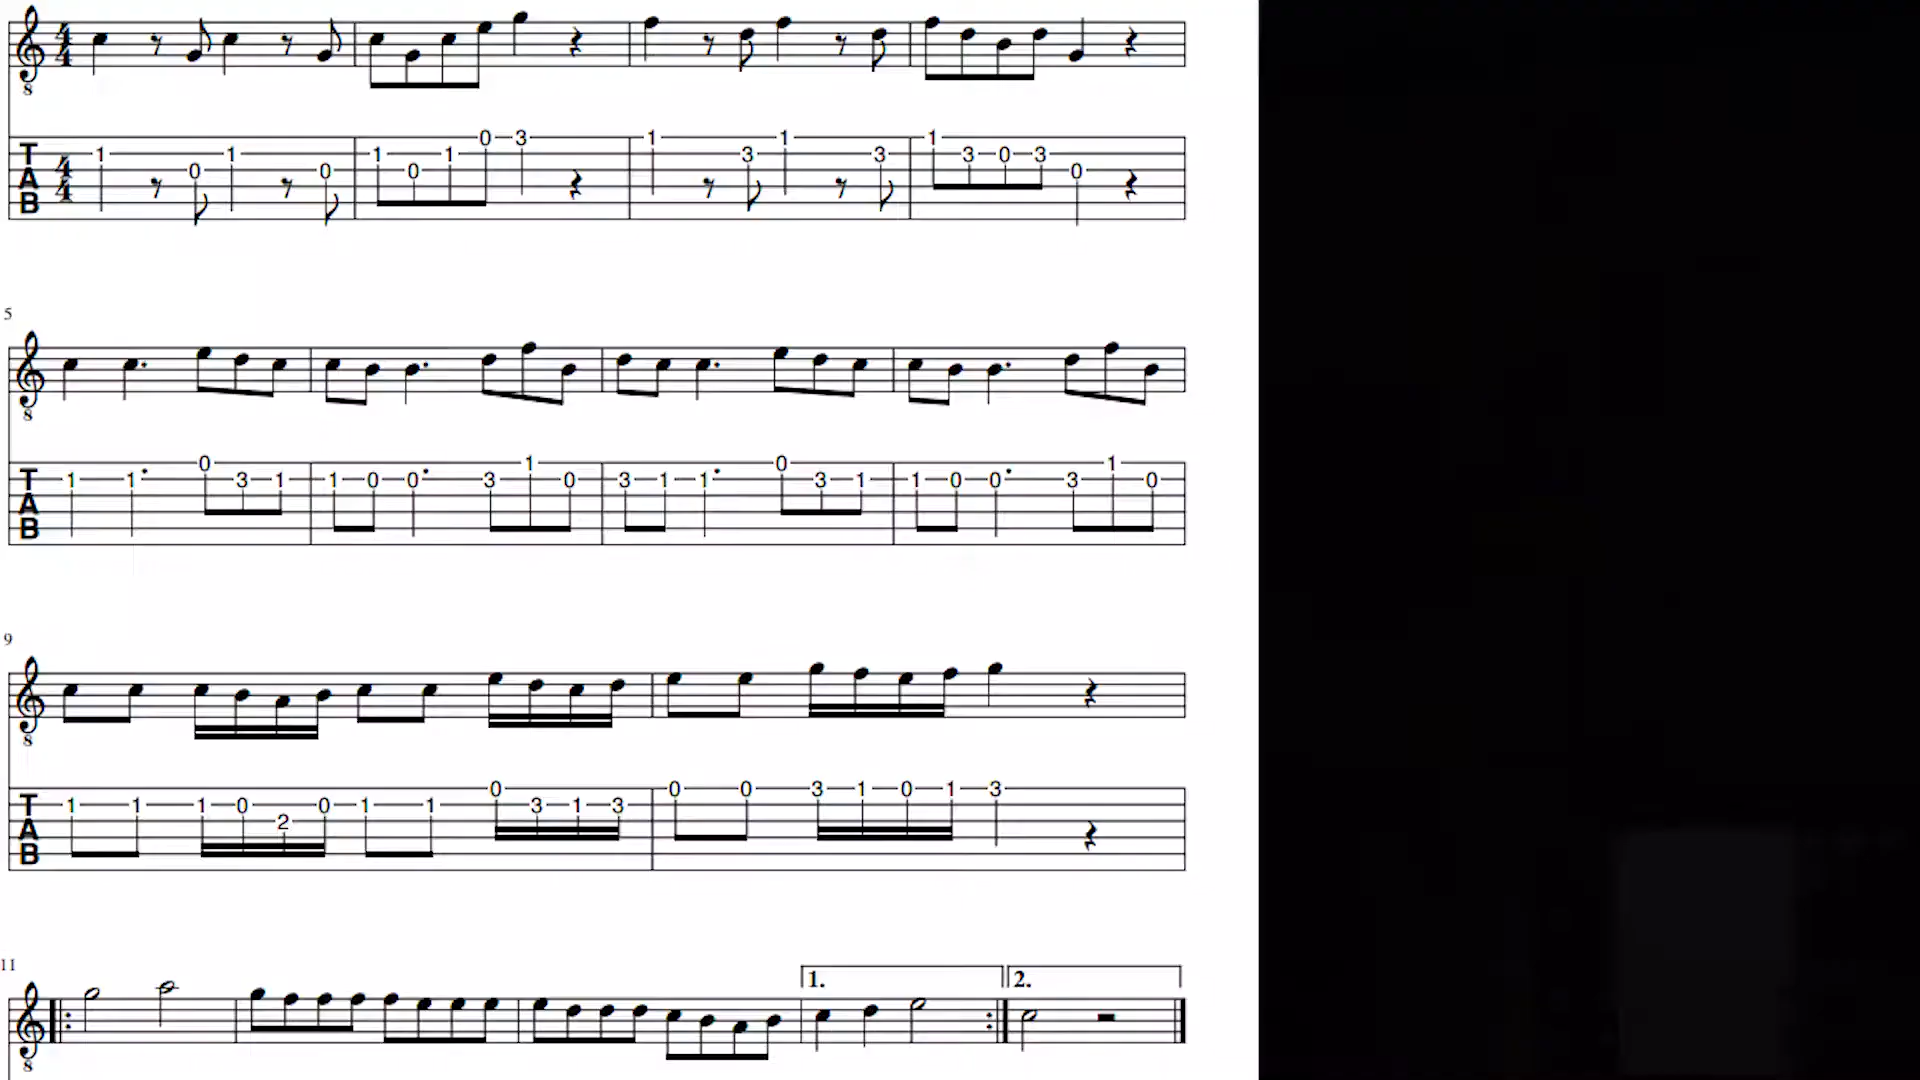 4 4
8
1 0 1 0 1 0 1 0 3 1 3 1 3 1 3 0 3 0
T A B 4 4
5
8
1 1 0 3 1 1 0 0 3 1 0 3 1 1 0 3 1 1 0 0 3 1 0
T A B
9
8
1 1 1 0 2 0 1 1 0 3 1 3 0 0 3 1 0 1 3
T A B
11
1. 2.
8